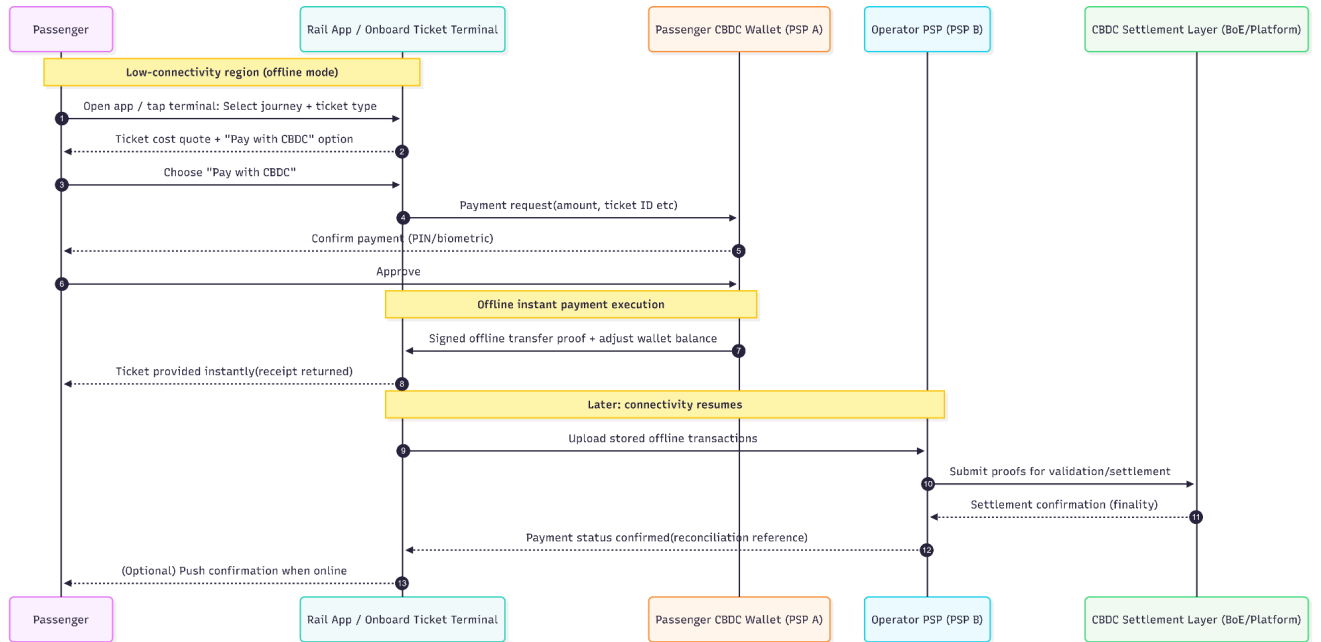 Passenger
Rail App / Onboard Ticket Terminal
Passenger CBDC Wallet (PSP A)
Operator PSP (PSP B)
CBDC Settlement Layer (BoE/Platform)
Low-connectivity region (offline mode)
Open app / tap terminal: Select journey + ticket type
1
Ticket cost quote + "Pay with CBDC" option
2
Choose "Pay with CBDC"
3
Payment request(amount, ticket ID etc)
4
Confirm payment (PIN/biometric)
5
Approve
6
Offline instant payment execution
Signed offline transfer proof + adjust wallet balance
7
Ticket provided instantly(receipt returned)
8
Later: connectivity resumes
Upload stored offline transactions
9
Submit proofs for validation/settlement
10
Settlement confirmation (finality)
11
Payment status confirmed(reconciliation reference)
12
(Optional) Push confirmation when online
13
Passenger
Rail App / Onboard Ticket Terminal
Passenger CBDC Wallet (PSP A)
Operator PSP (PSP B)
CBDC Settlement Layer (BoE/Platform)